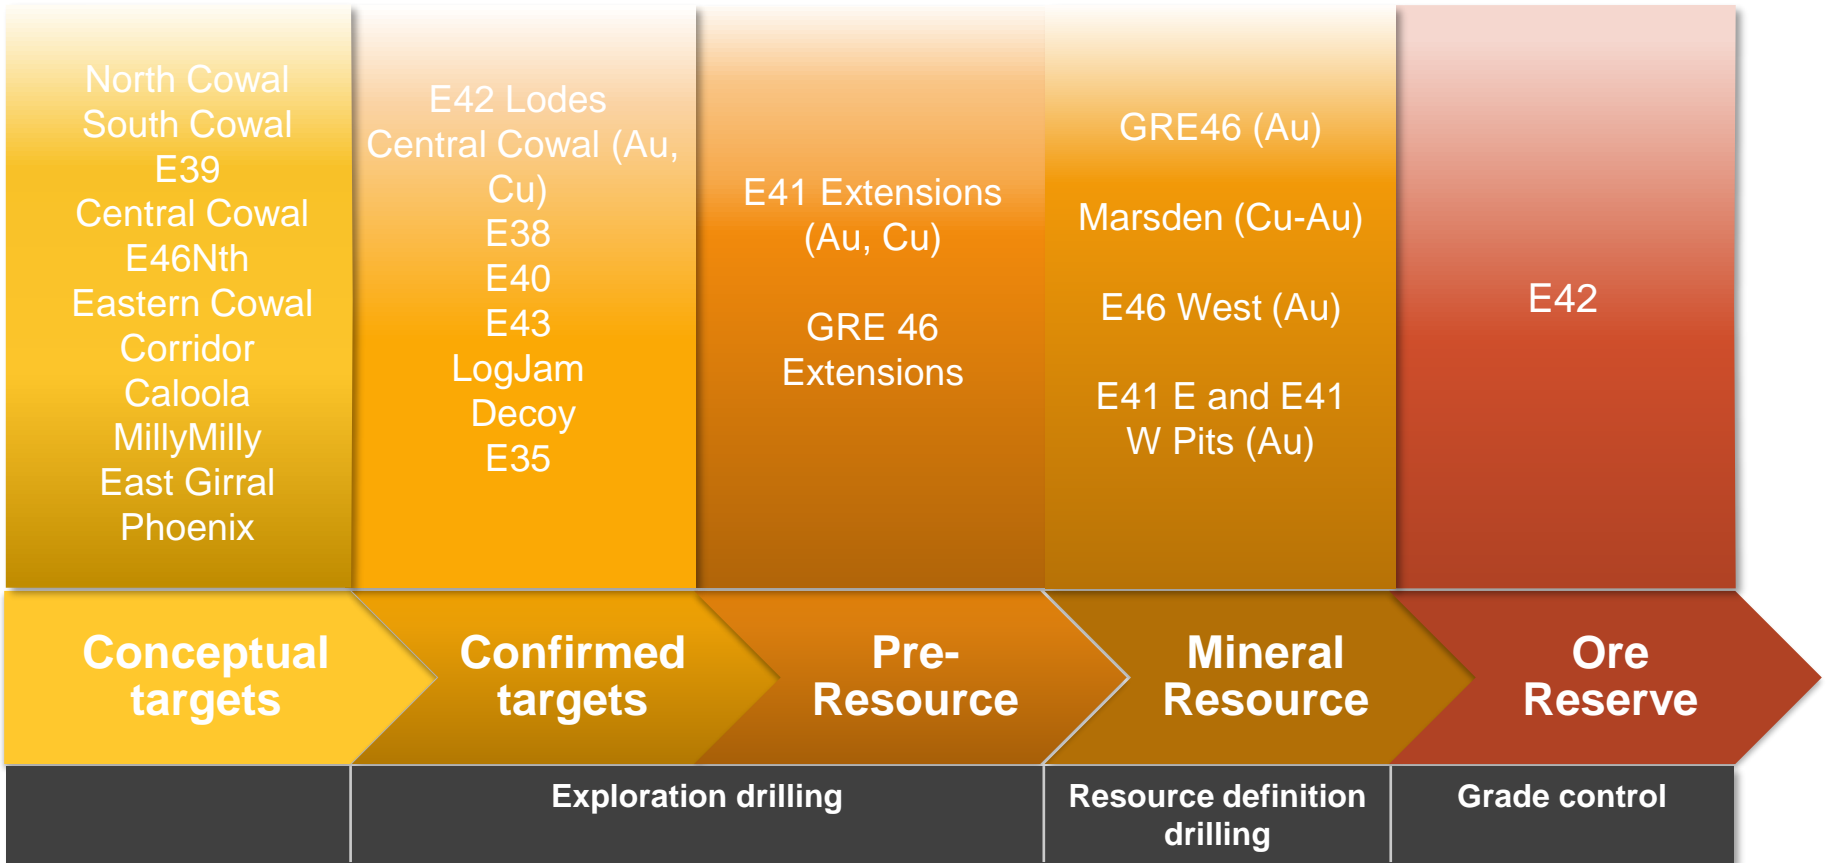 North Cowal
South Cowal
E39
Central Cowal
E46Nth
Eastern Cowal
Corridor
Caloola
MillyMilly
East Girral
Phoenix
E42 Lodes
Central Cowal (Au,
Cu)
E38
E40
E43
LogJam
Decoy
E35
E41 Extensions
(Au, Cu)
GRE 46
Extensions
GRE46 (Au)
Marsden (Cu-Au)
E46 West (Au)
E41 E and E41
W Pits (Au)
E42
Conceptual
targets
Confirmed
targets
Pre-
Resource
Mineral
Resource
Ore
Reserve
Exploration drilling
Resource definition
drilling
Grade control